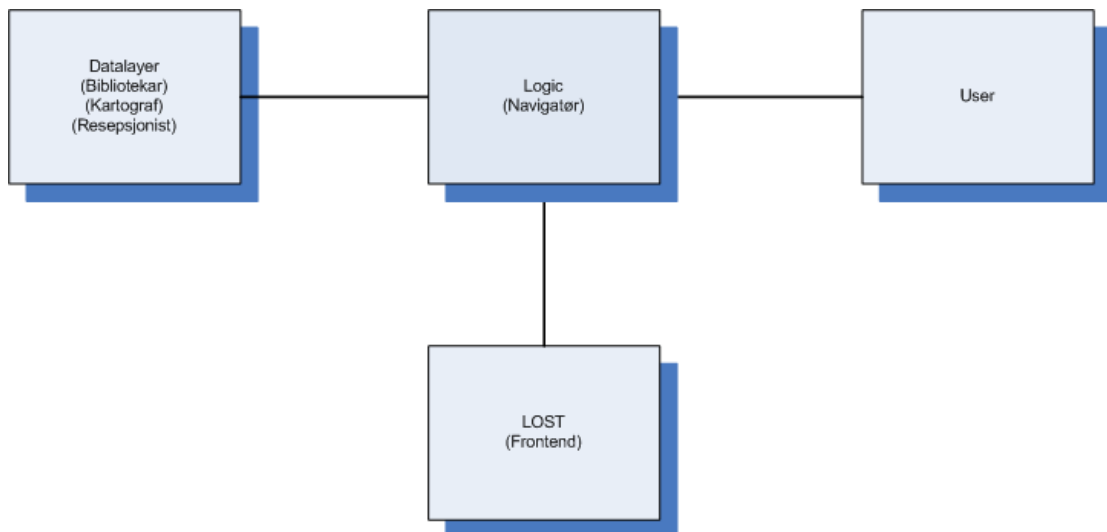 Datalayer
(Bibliotekar)
(Kartograf)
(Resepsjonist)
Logic
(Navigatør)
User
LOST
(Frontend)